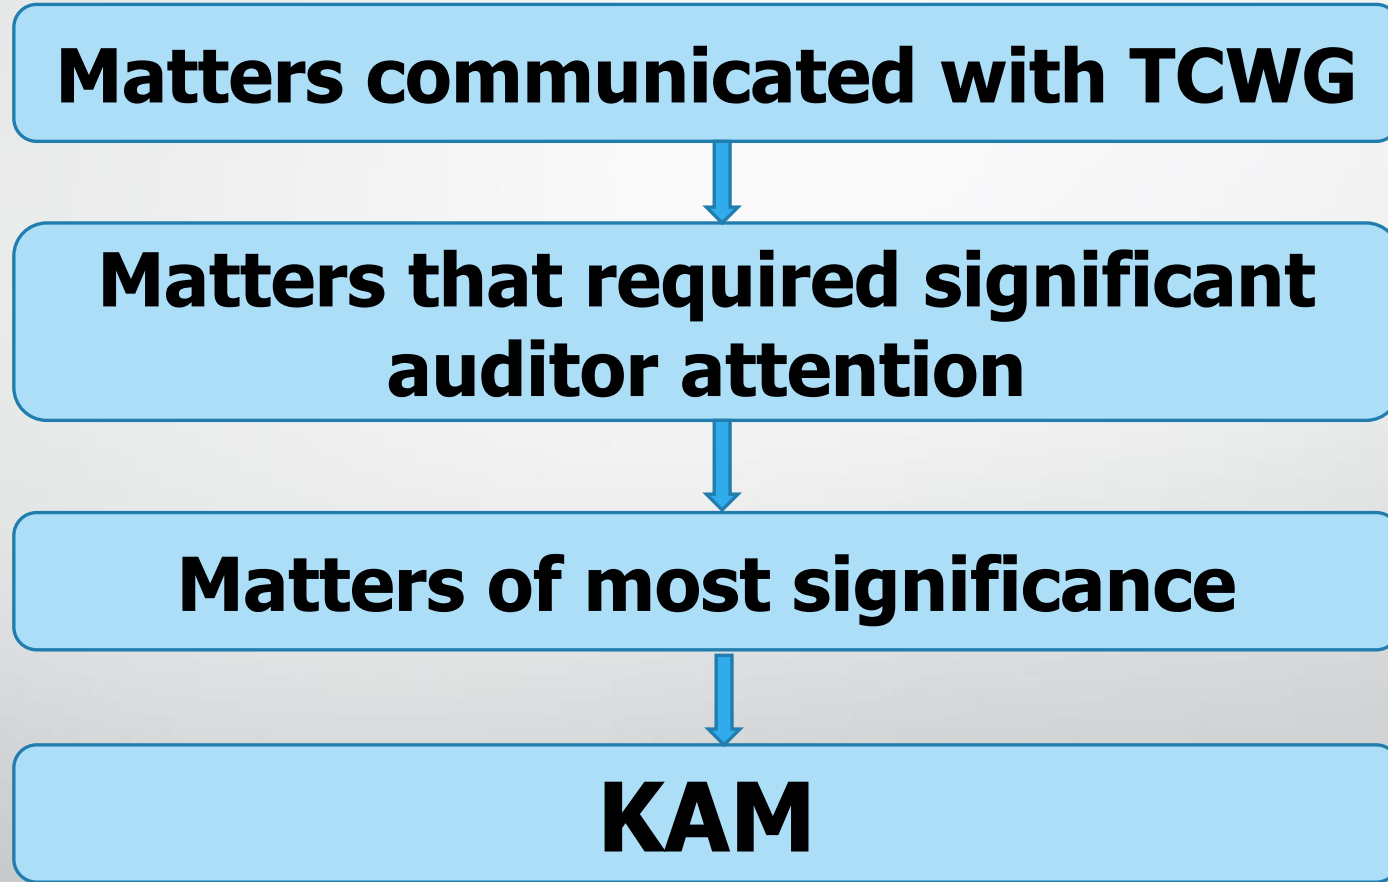 Matters communicated with TCWG
Matters that required significant
auditor attention
Matters of most significance
KAM